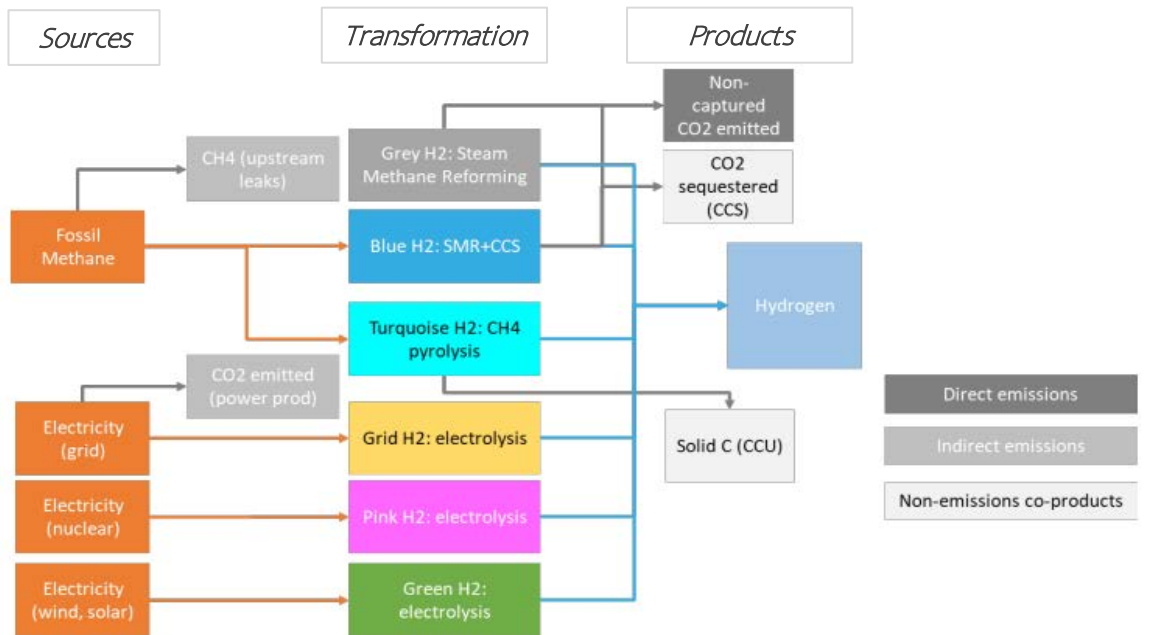 Sources
Transformation
Products
Non-
captured
CO2 emitted
CH4 (upstream
leaks)
Grey H2: Steam
Methane Reforming
CO2
sequestered
(CCS)
Fossil
Methane
Blue H2: SMR+CCS
Hydrogen
Turquoise H2: CH4
pyrolysis
CO2 emitted
(power prod)
Direct emissions
Electricity
(grid)
Grid H2: electrolysis
Solid C (CCU)
Indirect emissions
Non-emissions co-products
Electricity
(nuclear)
Pink H2: electrolysis
Electricity
(wind, solar)
Green H2:
electrolysis